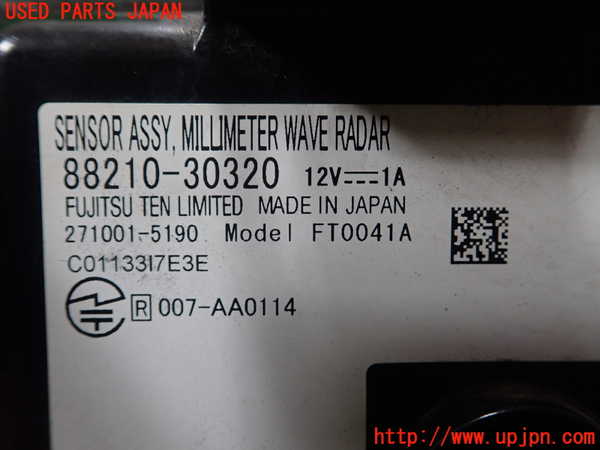 USED PARTS JAPAN
SENSOR ASSY, MILLIMETER WAVE RADAR
88210-30320 12V⎓1A
FUJITSU TEN LIMITED MADE IN JAPAN
271001-5190 Model FT0041A
C01133I7E3E
R 007-AA0114
http://www.upjpn.com/